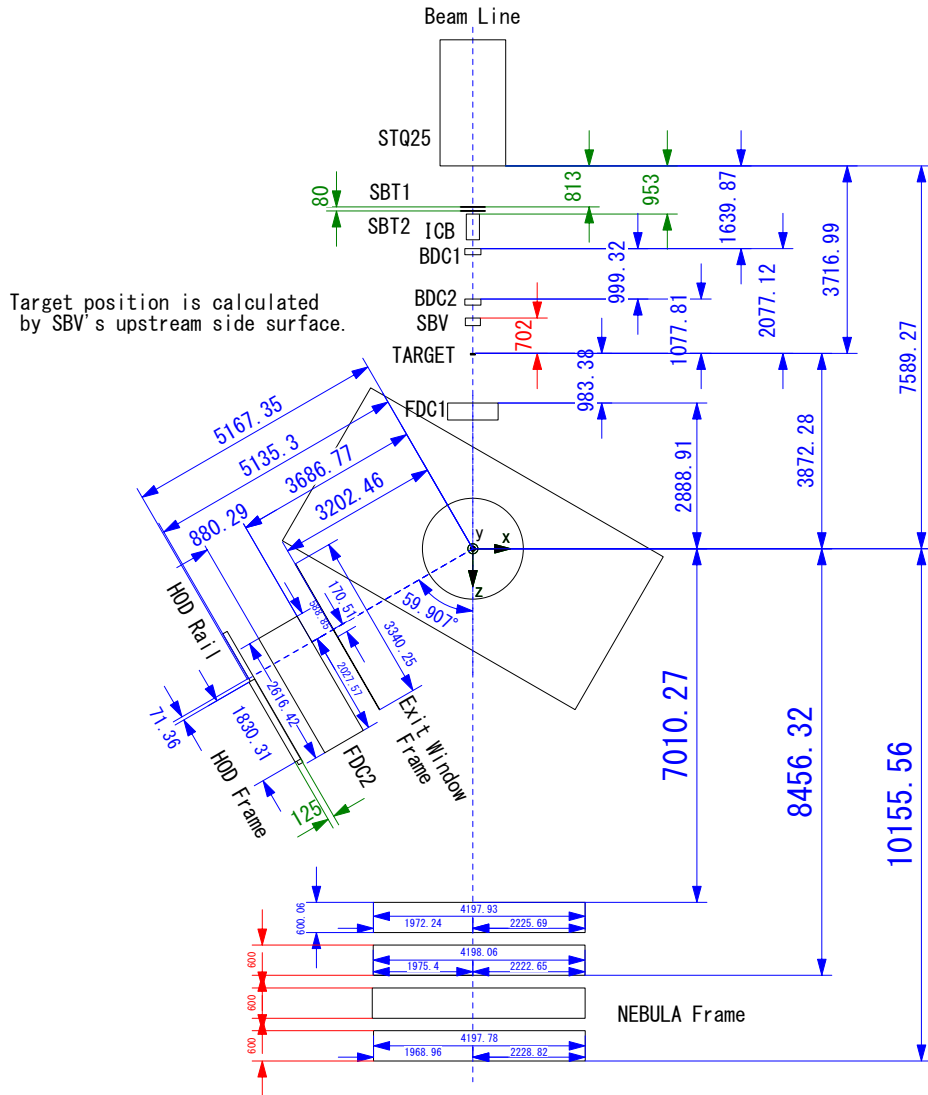 Beam Line
STQ25
SBT1
80
SBT2
ICB
BDC1
813
953
1639.87
3716.99
7589.27
BDC2
999.32
1077.81
2077.12
Target position is calculated
by SBV's upstream side surface.
SBV
702
TARGET
983.38
FDC1
2888.91
3872.28
5167.35
5135.3
3686.77
3202.46
880.29
y
x
z
59.907°
HOD Rail
170.51
588.85
3340.25
2027.57
2616.42
71.36
1830.31
HOD Frame
125
FDC2
Exit Window
Frame
7010.27
8456.32
10155.56
600.06
4197.93
1972.24
2225.69
600
4198.06
1975.4
2222.65
600
NEBULA Frame
600
4197.78
1968.96
2228.82